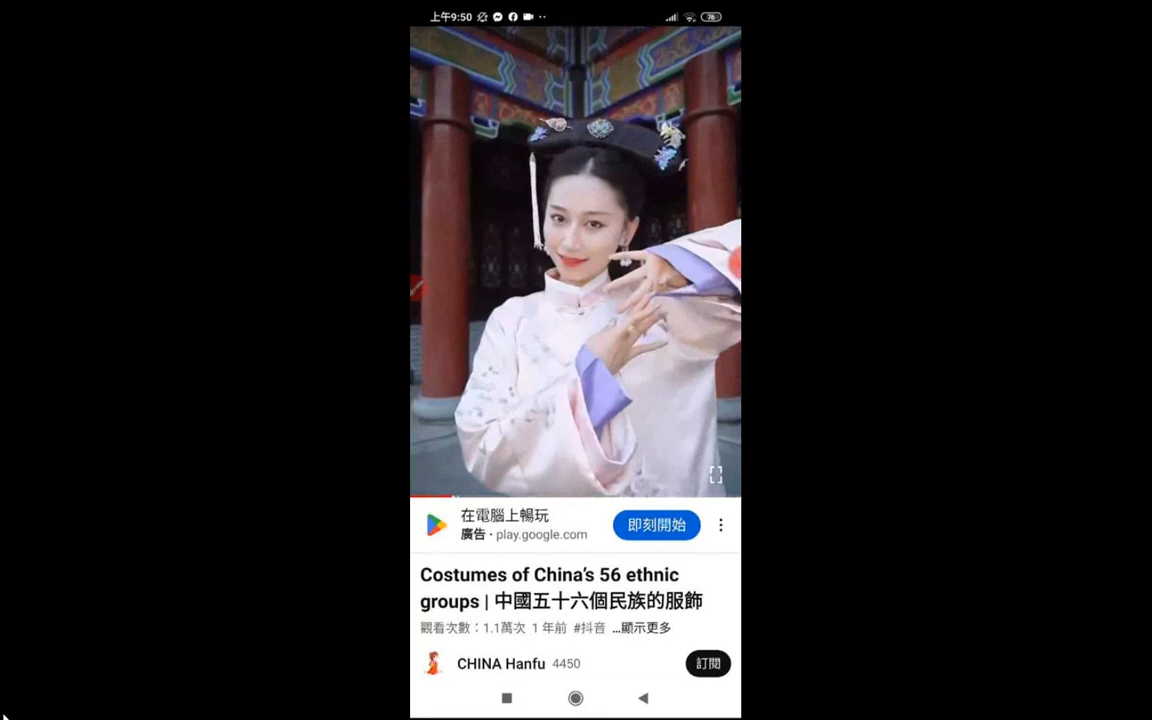 上午9:50
76
在電腦上暢玩
廣告 · play.google.com
即刻開始
Costumes of China’s 56 ethnic
groups | 中國五十六個民族的服飾
觀看次數：1.1萬次 1 年前 #抖音 ...顯示更多
CHINA Hanfu 4450
訂閱